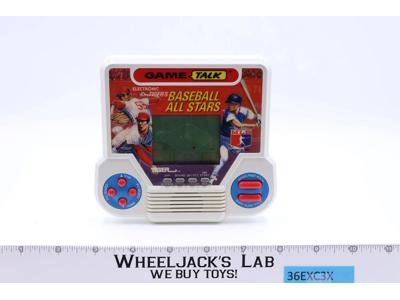 GAME TALK
ELECTRONIC
BASEBALL
ALL STARS
TIGER
WHEELJACK'S LAB
WE BUY TOYS!
36EXC3X